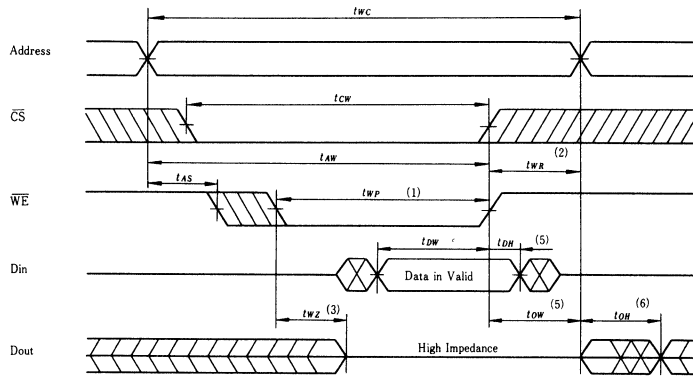 tWC
Address
tCW
CS
(2)
tAW
tWR
tAS
tWP (1)
WE
tDW
tDH (5)
Din
Data in Valid
tWZ (3)
(5)
tOW
(6)
tOH
High Impedance
Dout